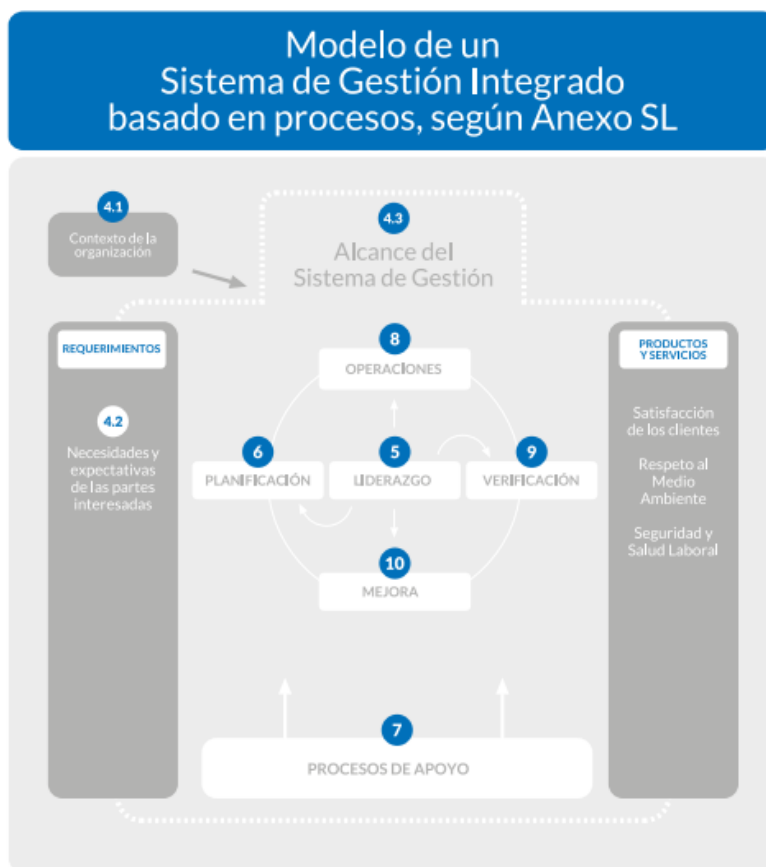 Modelo de un
Sistema de Gestión Integrado
basado en procesos, según Anexo SL
4.1
Contexto de la
organización
4.3
Alcance del
Sistema de Gestión
REQUERIMIENTOS
4.2
Necesidades y
expectativas
de las partes
interesadas
8
OPERACIONES
6
PLANIFICACIÓN
5
LIDERAZGO
9
VERIFICACIÓN
10
MEJORA
7
PROCESOS DE APOYO
PRODUCTOS
Y SERVICIOS
Satisfacción
de los clientes
Respeto al
Medio
Ambiente
Seguridad y
Salud Laboral